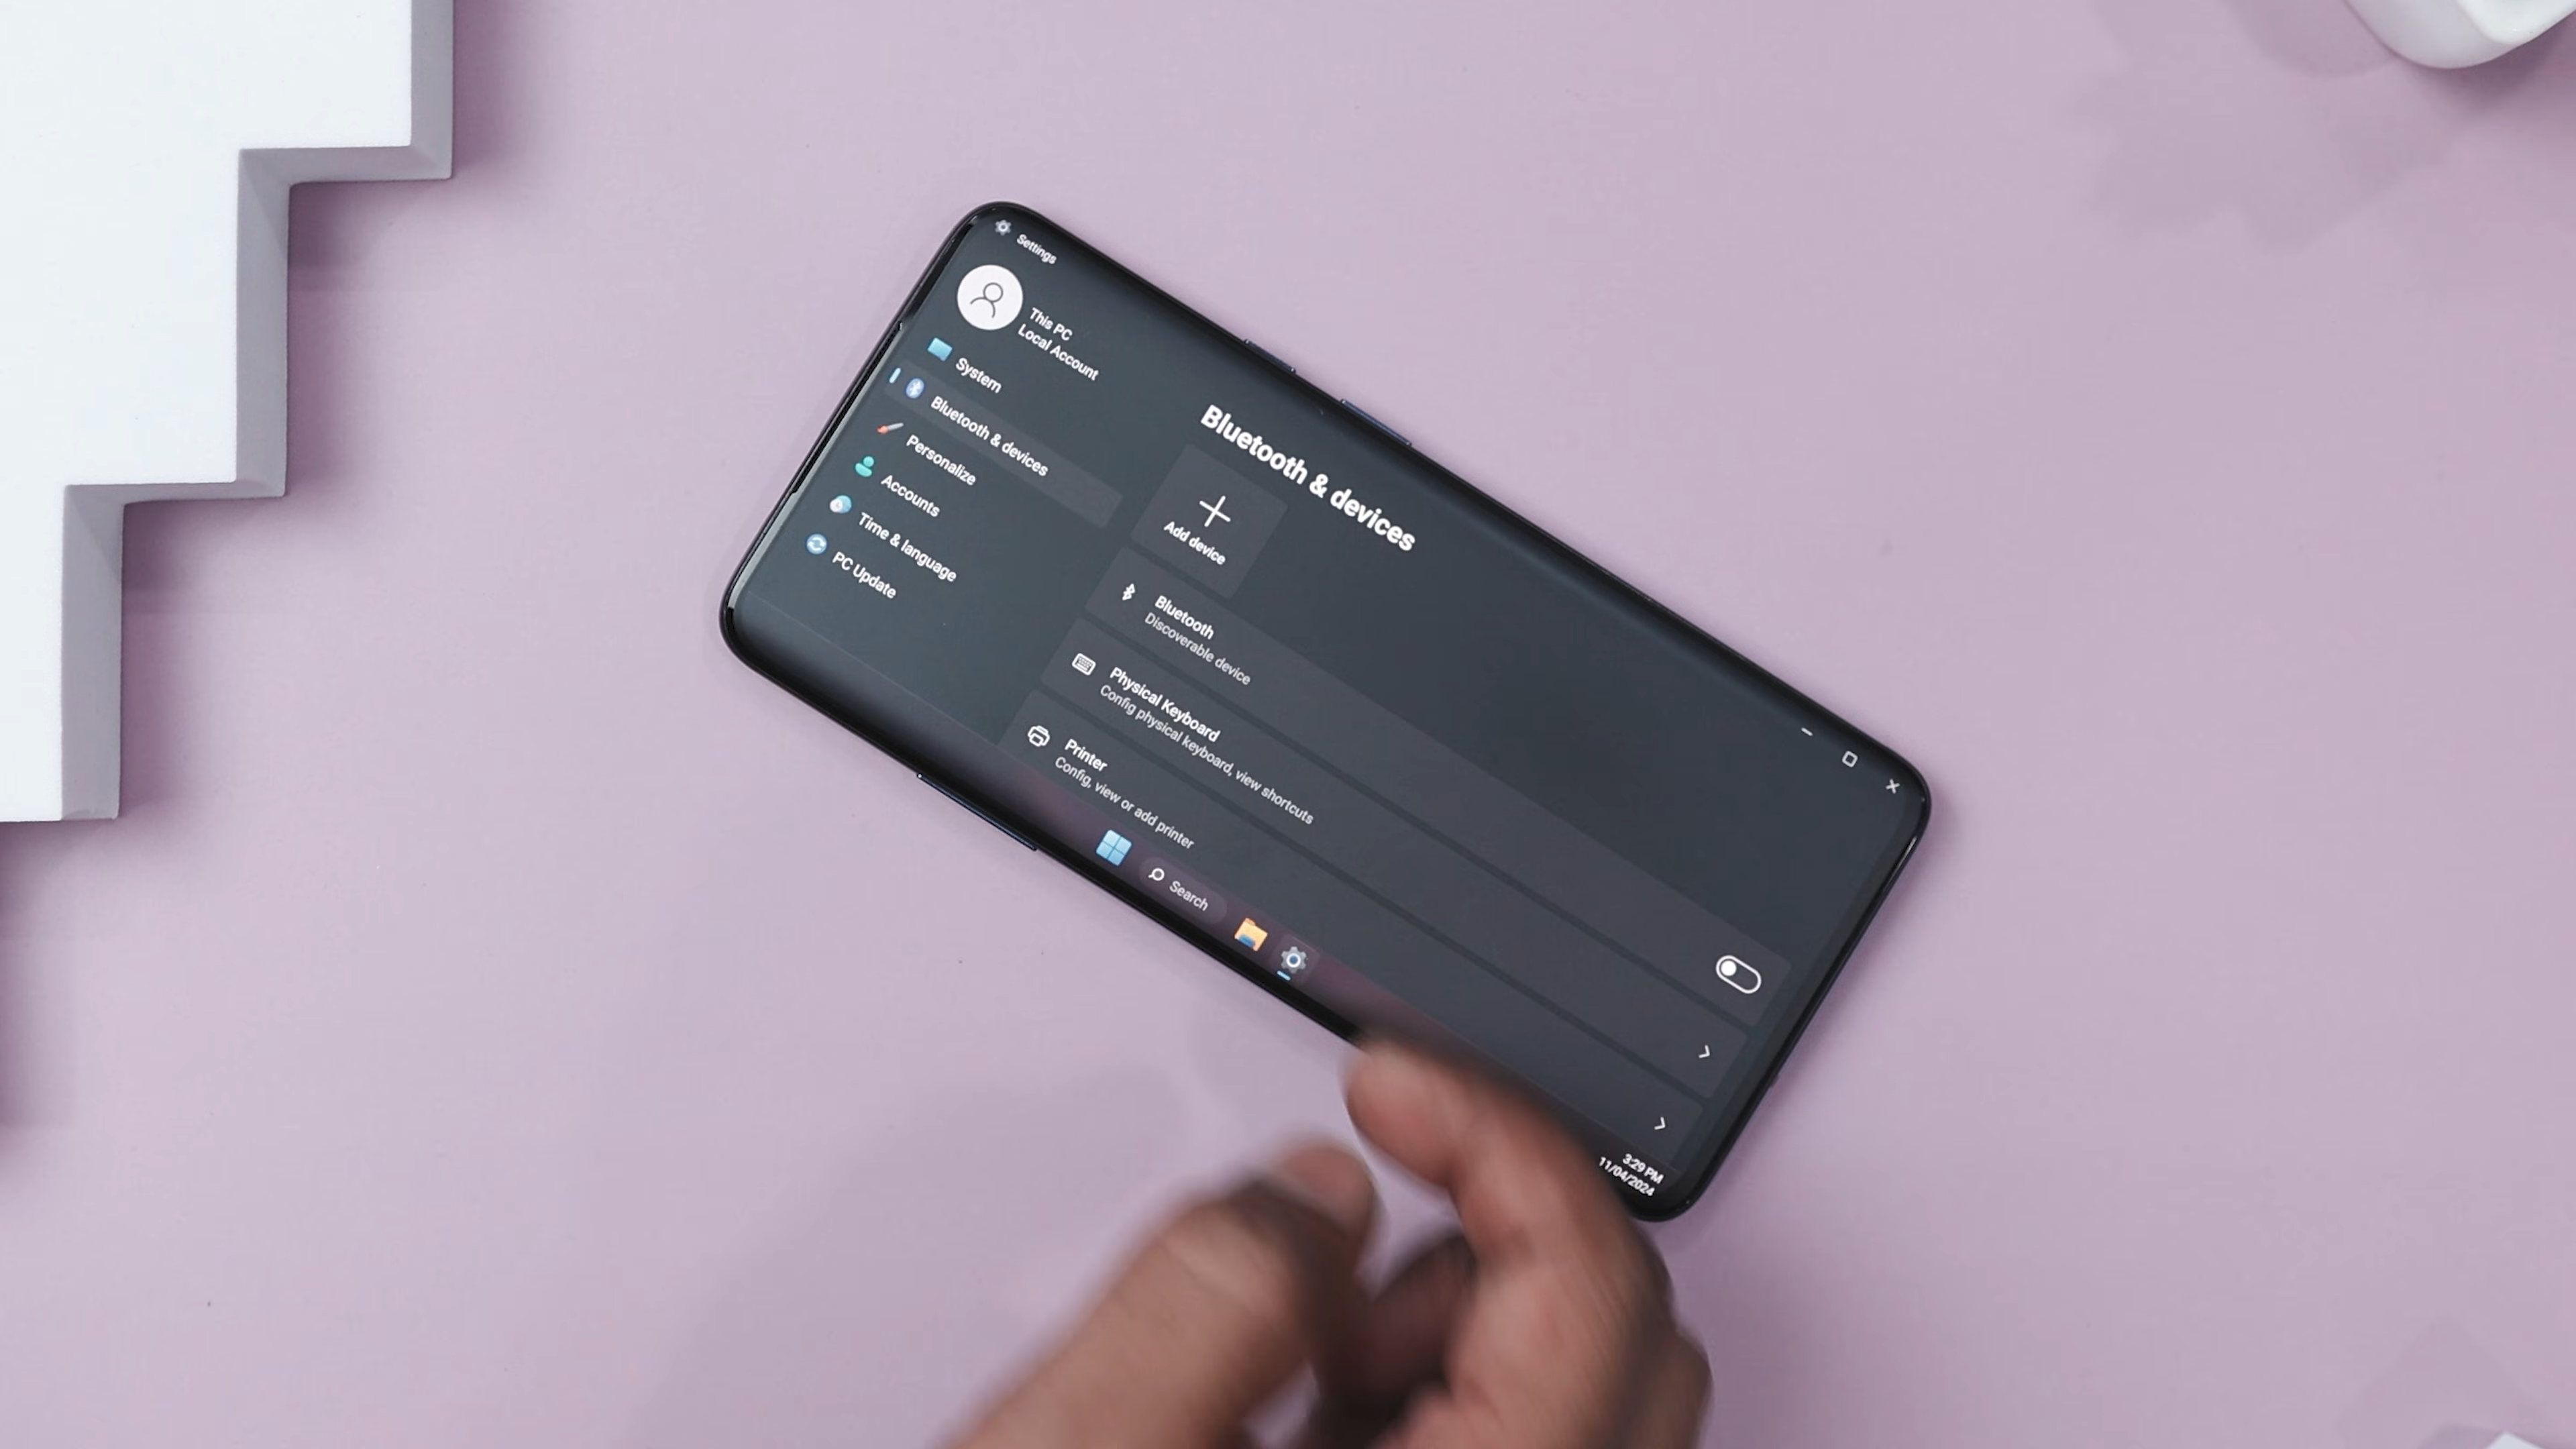 Settings
This PC
Local Account
System
Bluetooth & devices
Personalize
Accounts
Time & language
PC Update
Bluetooth & devices
Add device
Bluetooth
Discoverable device
Physical Keyboard
Config physical keyboard, view shortcuts
Printer
Config, view or add printer
Search
3:29 PM
11/04/2024